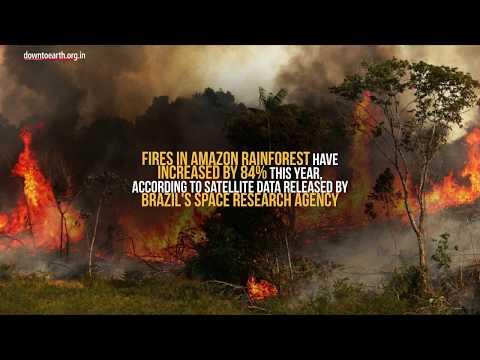 downtoearth.org.in
FIRES IN AMAZON RAINFOREST HAVE
INCREASED BY 84% THIS YEAR,
ACCORDING TO SATELLITE DATA RELEASED BY
BRAZIL'S SPACE RESEARCH AGENCY